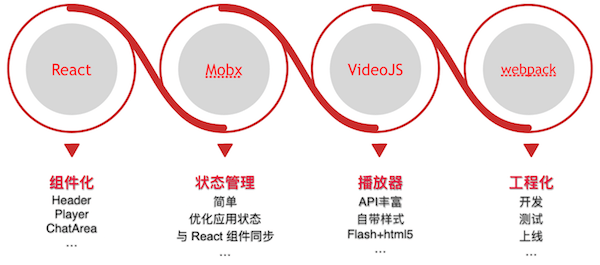 React
Mobx
VideoJS
webpack
组件化
Header
Player
ChatArea
...
状态管理
简单
优化应用状态
与 React 组件同步
...
播放器
API丰富
自带样式
Flash+html5
...
工程化
开发
测试
上线
...